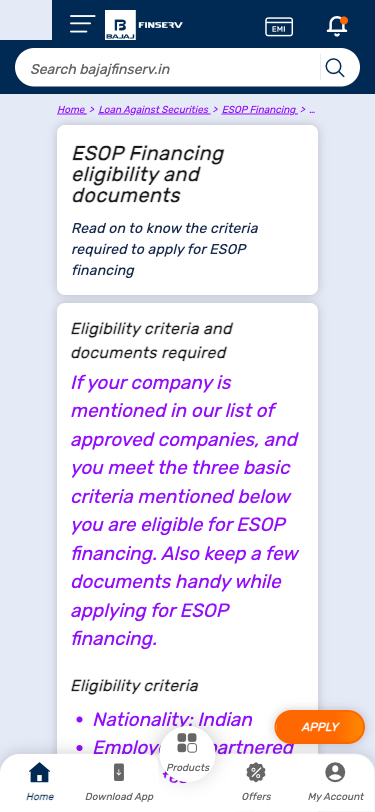 BAJAJ FINSERV
EMI
Search bajajfinserv.in
Home > Loan Against Securities > ESOP Financing > ...
ESOP Financing
eligibility and
documents
Read on to know the criteria
required to apply for ESOP
financing
Eligibility criteria and
documents required
If your company is
mentioned in our list of
approved companies, and
you meet the three basic
criteria mentioned below
you are eligible for ESOP
financing. Also keep a few
documents handy while
applying for ESOP
financing.
Eligibility criteria
• Nationality: Indian
APPLY
Home
Download App
Products
Offers
My Account